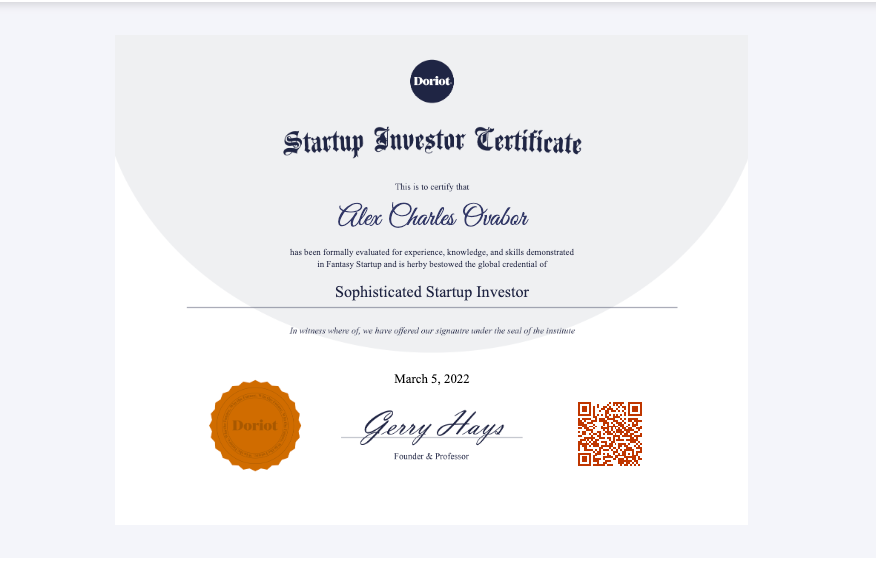 Doriot
Startup Investor Certificate
This is to certify that
Alex Charles Ovabor
has been formally evaluated for experience, knowledge, and skills demonstrated
in Fantasy Startup and is herby bestowed the global credential of
Sophisticated Startup Investor
In witness where of, we have offered our signautre under the seal of the institute
March 5, 2022
Doriot
Gerry Hays
Founder & Professor